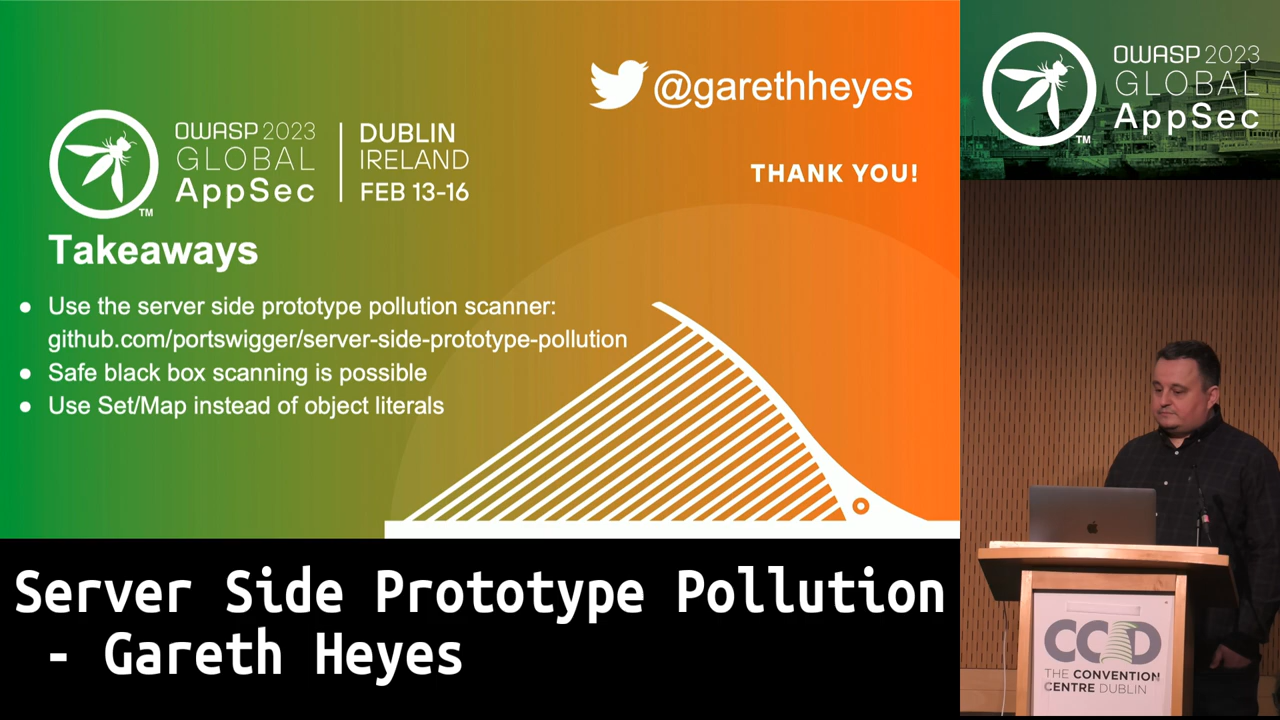 @garethheyes
OWASP 2023
GLOBAL
AppSec
TM
DUBLIN
IRELAND
FEB 13-16
THANK YOU!
Takeaways
● Use the server side prototype pollution scanner:
github.com/portswigger/server-side-prototype-pollution
● Safe black box scanning is possible
● Use Set/Map instead of object literals
Server Side Prototype Pollution
- Gareth Heyes
OWASP 2023
GLOBAL
AppSec
TM
CCD
THE CONVENTION
CENTRE DUBLIN